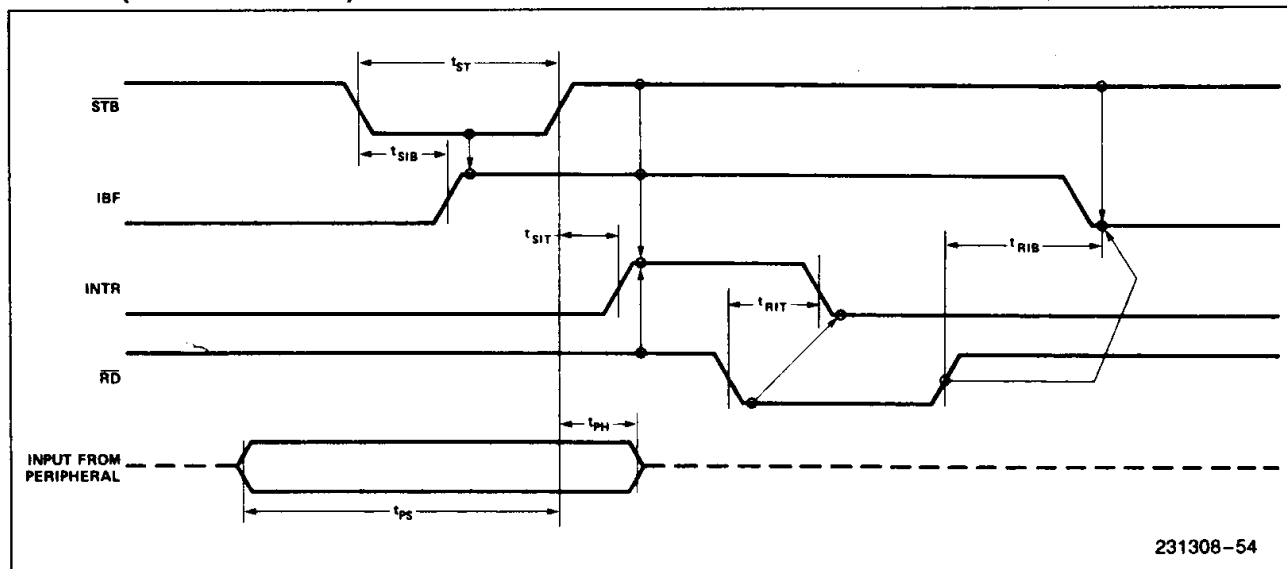 t_ST
STB
t_SIB
IBF
t_SIT
t_RIB
INTR
t_RIT
RD
t_PH
INPUT FROM
PERIPHERAL
t_PS
231308-54